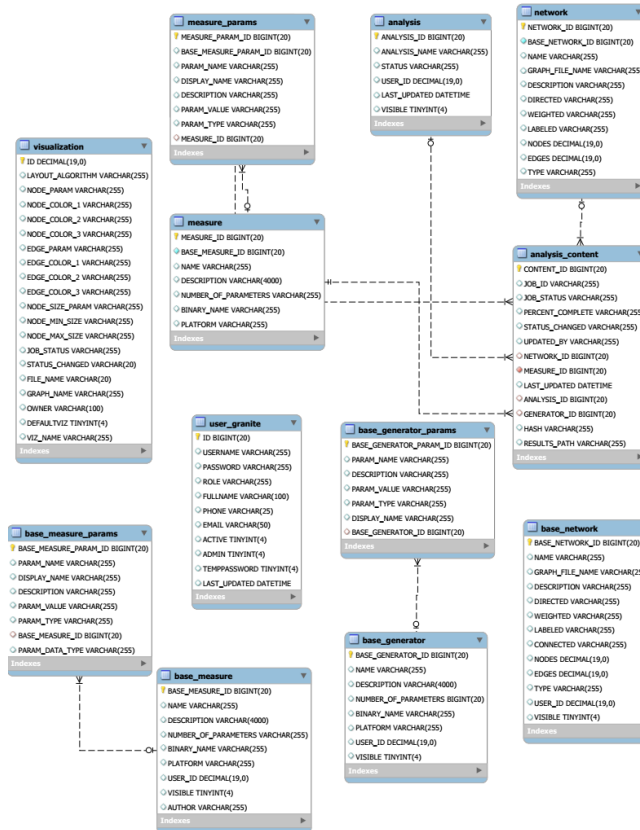 measure_params
MEASURE_PARAM_ID BIGINT(20)
BASE_MEASURE_PARAM_ID BIGINT(20)
PARAM_NAME VARCHAR(255)
DISPLAY_NAME VARCHAR(255)
DESCRIPTION VARCHAR(255)
PARAM_VALUE VARCHAR(255)
PARAM_TYPE VARCHAR(255)
MEASURE_ID BIGINT(20)
Indexes
analysis
ANALYSIS_ID BIGINT(20)
ANALYSIS_NAME VARCHAR(255)
STATUS VARCHAR(255)
USER_ID DECIMAL(19,0)
LAST_UPDATED DATETIME
VISIBLE TINYINT(4)
Indexes
network
NETWORK_ID BIGINT(20)
BASE_NETWORK_ID BIGINT(20)
NAME VARCHAR(255)
GRAPH_FILE_NAME VARCHAR(255
DESCRIPTION VARCHAR(255)
DIRECTED VARCHAR(255)
WEIGHTED VARCHAR(255)
LABELED VARCHAR(255)
NODES DECIMAL(19,0)
EDGES DECIMAL(19,0)
TYPE VARCHAR(255)
Indexes
visualization
ID DECIMAL(19,0)
LAYOUT_ALGORITHM VARCHAR(255)
NODE_PARAM VARCHAR(255)
NODE_COLOR_1 VARCHAR(255)
NODE_COLOR_2 VARCHAR(255)
NODE_COLOR_3 VARCHAR(255)
EDGE_PARAM VARCHAR(255)
EDGE_COLOR_1 VARCHAR(255)
EDGE_COLOR_2 VARCHAR(255)
EDGE_COLOR_3 VARCHAR(255)
NODE_SIZE_PARAM VARCHAR(255)
NODE_MIN_SIZE VARCHAR(255)
NODE_MAX_SIZE VARCHAR(255)
JOB_STATUS VARCHAR(255)
STATUS_CHANGED VARCHAR(20)
FILE_NAME VARCHAR(20)
GRAPH_NAME VARCHAR(255)
OWNER VARCHAR(100)
DEFAULTVIZ TINYINT(4)
VIZ_NAME VARCHAR(255)
Indexes
measure
MEASURE_ID BIGINT(20)
BASE_MEASURE_ID BIGINT(20)
NAME VARCHAR(255)
DESCRIPTION VARCHAR(4000)
NUMBER_OF_PARAMETERS VARCHAR(255)
BINARY_NAME VARCHAR(255)
PLATFORM VARCHAR(255)
Indexes
analysis_content
CONTENT_ID BIGINT(20)
JOB_ID VARCHAR(255)
JOB_STATUS VARCHAR(255)
PERCENT_COMPLETE VARCHAR(255
STATUS_CHANGED VARCHAR(255)
UPDATED_BY VARCHAR(255)
NETWORK_ID BIGINT(20)
MEASURE_ID BIGINT(20)
LAST_UPDATED DATETIME
ANALYSIS_ID BIGINT(20)
GENERATOR_ID BIGINT(20)
HASH VARCHAR(255)
RESULTS_PATH VARCHAR(255)
Indexes
user_granite
ID BIGINT(20)
USERNAME VARCHAR(255)
PASSWORD VARCHAR(255)
ROLE VARCHAR(255)
FULLNAME VARCHAR(100)
PHONE VARCHAR(25)
EMAIL VARCHAR(50)
ACTIVE TINYINT(4)
ADMIN TINYINT(4)
TEMPPASSWORD TINYINT(4)
LAST_UPDATED DATETIME
Indexes
base_generator_params
BASE_GENERATOR_PARAM_ID BIGINT(20)
PARAM_NAME VARCHAR(255)
DESCRIPTION VARCHAR(255)
PARAM_VALUE VARCHAR(255)
PARAM_TYPE VARCHAR(255)
DISPLAY_NAME VARCHAR(255)
BASE_GENERATOR_ID BIGINT(20)
Indexes
base_measure_params
BASE_MEASURE_PARAM_ID BIGINT(20)
PARAM_NAME VARCHAR(255)
DISPLAY_NAME VARCHAR(255)
DESCRIPTION VARCHAR(255)
PARAM_VALUE VARCHAR(255)
PARAM_TYPE VARCHAR(255)
BASE_MEASURE_ID BIGINT(20)
PARAM_DATA_TYPE VARCHAR(255)
Indexes
base_network
BASE_NETWORK_ID BIGINT(20)
NAME VARCHAR(255)
GRAPH_FILE_NAME VARCHAR(25
DESCRIPTION VARCHAR(255)
DIRECTED VARCHAR(255)
WEIGHTED VARCHAR(255)
LABELED VARCHAR(255)
CONNECTED VARCHAR(255)
NODES DECIMAL(19,0)
EDGES DECIMAL(19,0)
TYPE VARCHAR(255)
USER_ID DECIMAL(19,0)
VISIBLE TINYINT(4)
Indexes
base_generator
BASE_GENERATOR_ID BIGINT(20)
NAME VARCHAR(255)
DESCRIPTION VARCHAR(4000)
NUMBER_OF_PARAMETERS BIGINT(20)
BINARY_NAME VARCHAR(255)
PLATFORM VARCHAR(255)
USER_ID DECIMAL(19,0)
VISIBLE TINYINT(4)
Indexes
base_measure
BASE_MEASURE_ID BIGINT(20)
NAME VARCHAR(255)
DESCRIPTION VARCHAR(4000)
NUMBER_OF_PARAMETERS VARCHAR(255)
BINARY_NAME VARCHAR(255)
PLATFORM VARCHAR(255)
USER_ID DECIMAL(19,0)
VISIBLE TINYINT(4)
AUTHOR VARCHAR(255)
Indexes